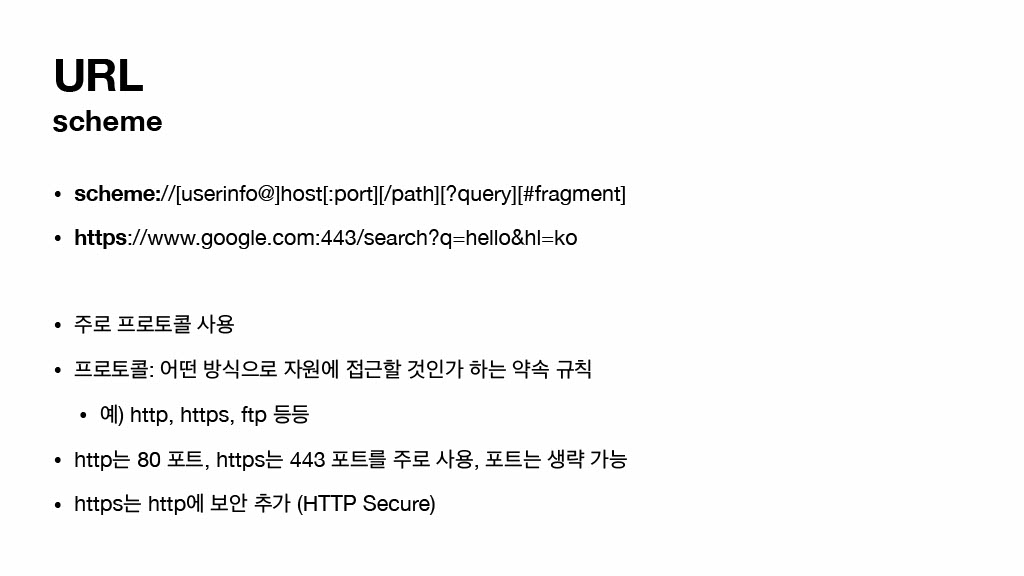 URL
scheme
• scheme://[userinfo@]host[:port][/path][?query][#fragment]
• https://www.google.com:443/search?q=hello&hl=ko
• 주로 프로토콜 사용
• 프로토콜: 어떤 방식으로 자원에 접근할 것인가 하는 약속 규칙
• 예) http, https, ftp 등등
• http는 80 포트, https는 443 포트를 주로 사용, 포트는 생략 가능
• https는 http에 보안 추가 (HTTP Secure)